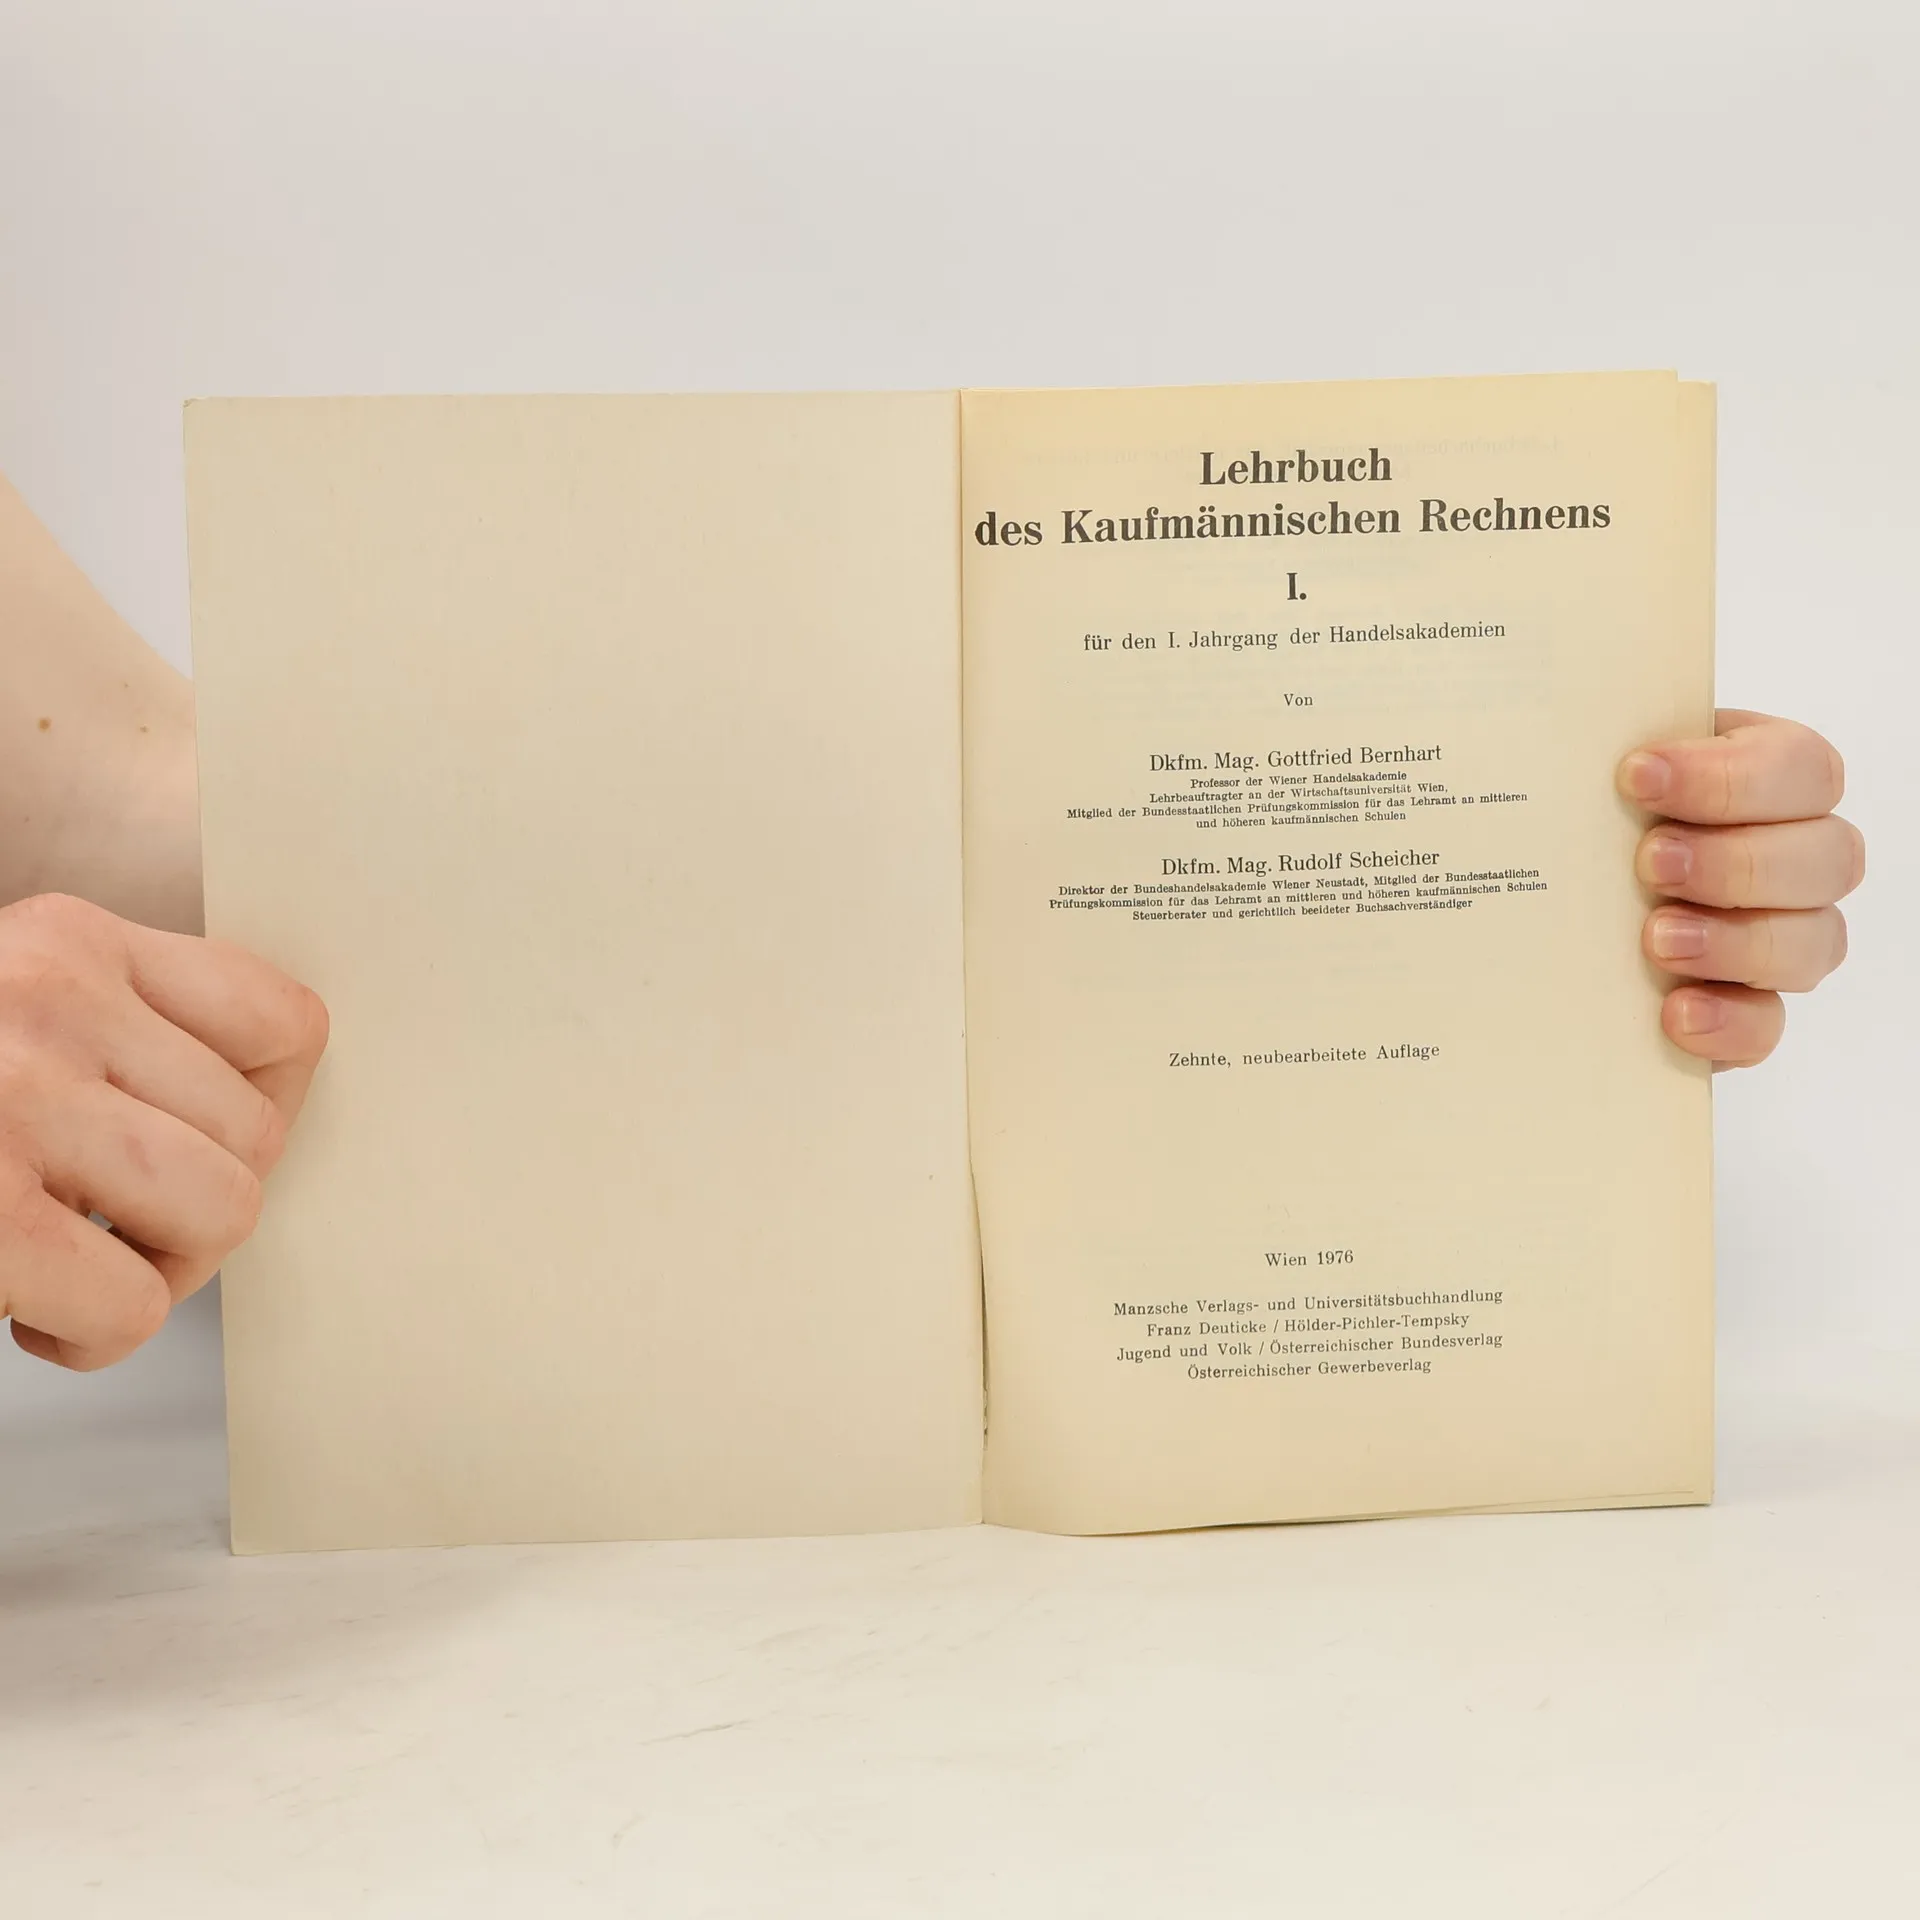 Lehrbuch
des Kaufmännischen Rechnens
I.
für den I. Jahrgang der Handelsakademien
Von
Dkfm. Mag. Gottfried Bernhart
Professor der Wiener Handelsakademie
Lehrbeauftragter an der Wirtschaftsuniversität Wien,
Mitglied der Bundesstaatlichen Prüfungskommission für das Lehramt an mittleren
und höheren kaufmännischen Schulen
Dkfm. Mag. Rudolf Scheicher
Direktor der Bundeshandelsakademie Wiener Neustadt, Mitglied der Bundesstaatlichen
Prüfungskommission für das Lehramt an mittleren und höheren kaufmännischen Schulen
Steuerberater und gerichtlich beeideter Buchsachverständiger
Zehnte, neubearbeitete Auflage
Wien 1976
Manzsche Verlags- und Universitätsbuchhandlung
Franz Deuticke / Hölder-Pichler-Tempsky
Jugend und Volk / Österreichischer Bundesverlag
Österreichischer Gewerbeverlag